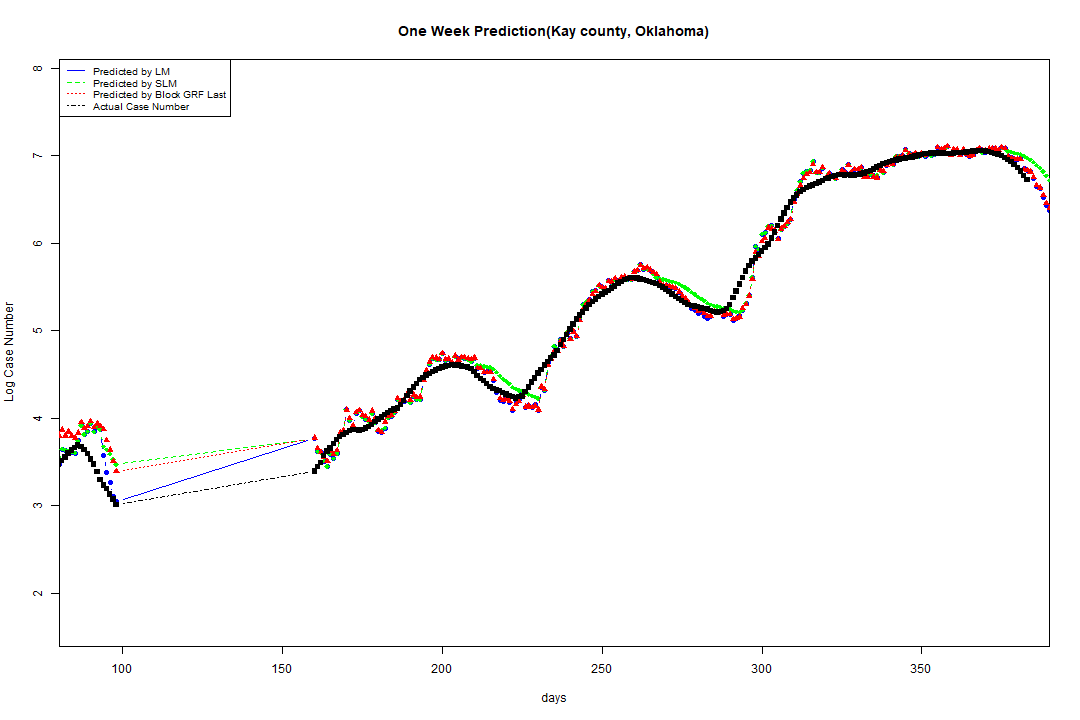 One Week Prediction(Kay county, Oklahoma)
Predicted by LM
Predicted by SLM
Predicted by Block GRF Last
Actual Case Number
8
7
6
5
4
3
2
Log Case Number
100 150 200 250 300 350
days